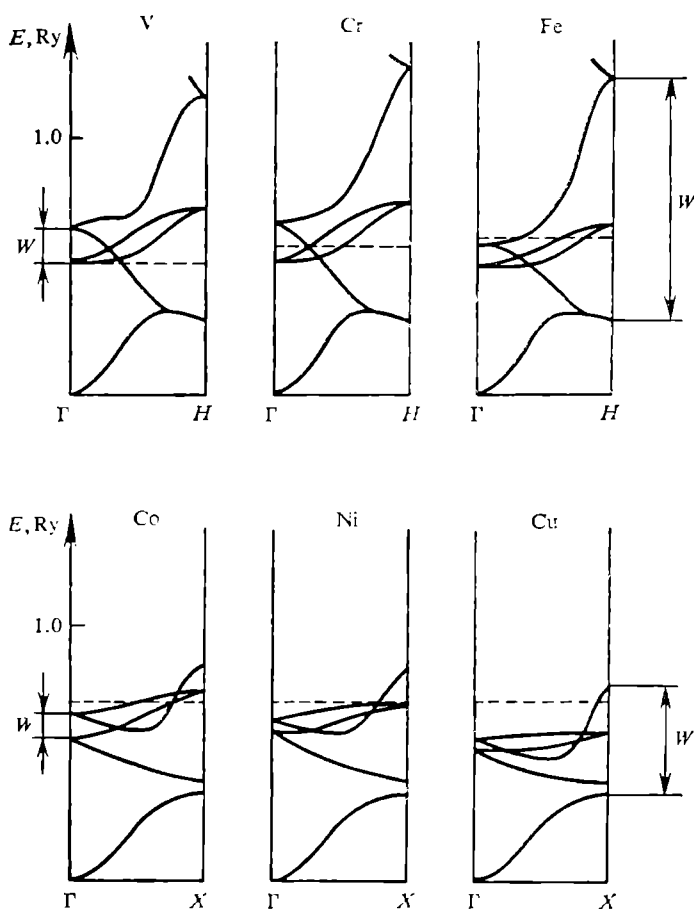 V Cr Fe
E, Ry
1.0
W W
Γ H Γ H Γ H
Co Ni Cu
E, Ry
1.0
W W
Γ X Γ X Γ X